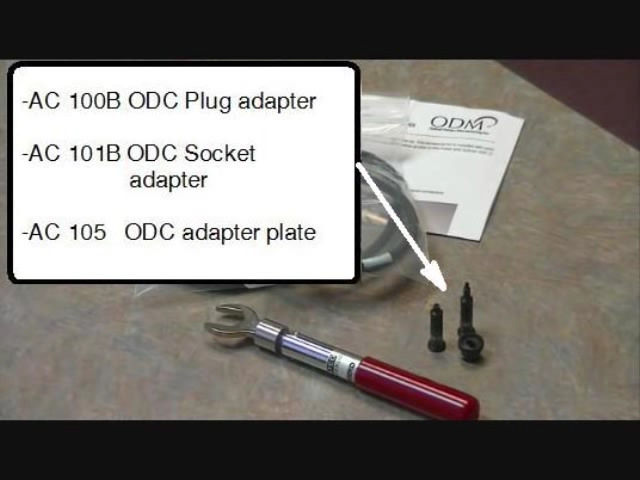 -AC 100B ODC Plug adapter
-AC 101B ODC Socket
adapter
-AC 105 ODC adapter plate
ODM